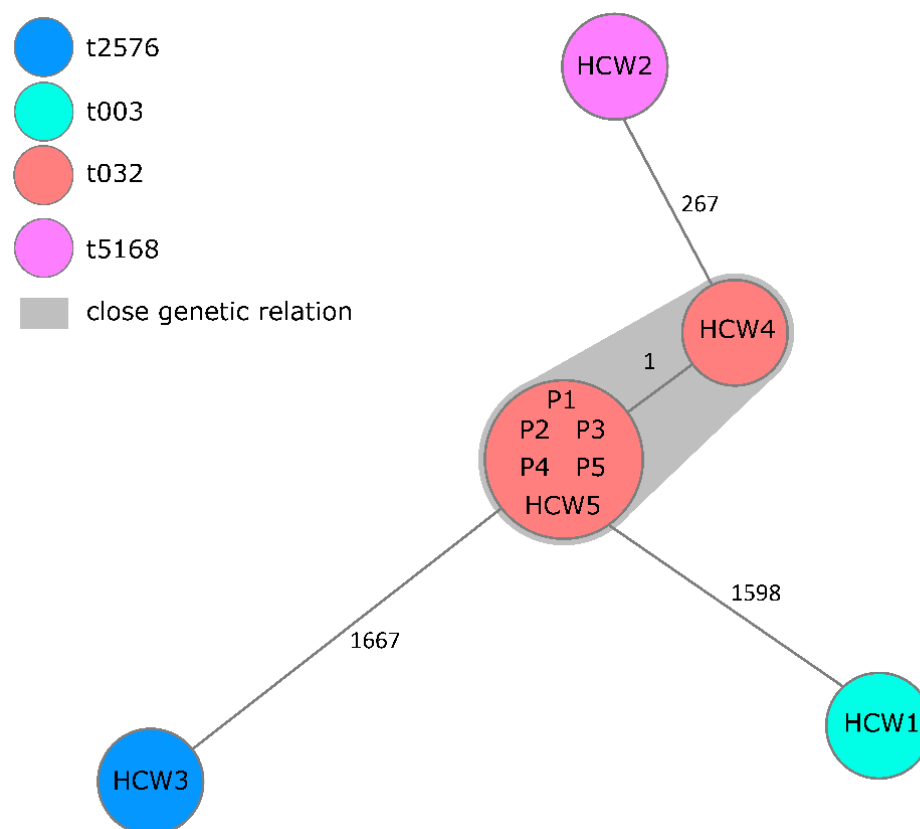 t2576
t003
t032
t5168
close genetic relation
HCW2
267
HCW4
1
P1
P2 P3
P4 P5
HCW5
1598
1667
HCW1
HCW3